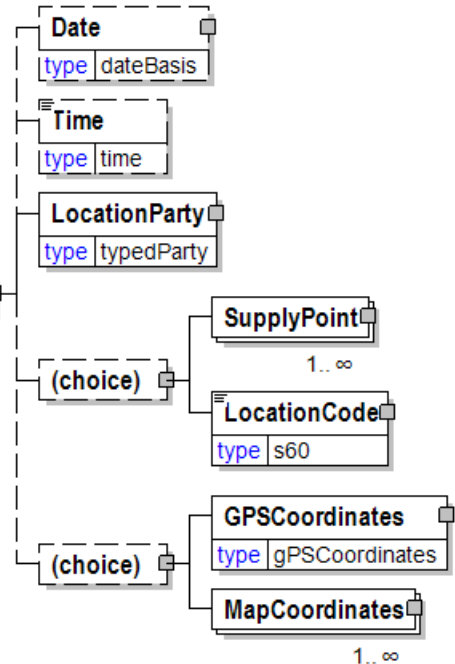 Date
type dateBasis
Time
type time
LocationParty
type typedParty
SupplyPoint
1.. ∞
(choice)
LocationCode
type s60
GPSCoordinates
type gPSCoordinates
(choice)
MapCoordinates
1.. ∞